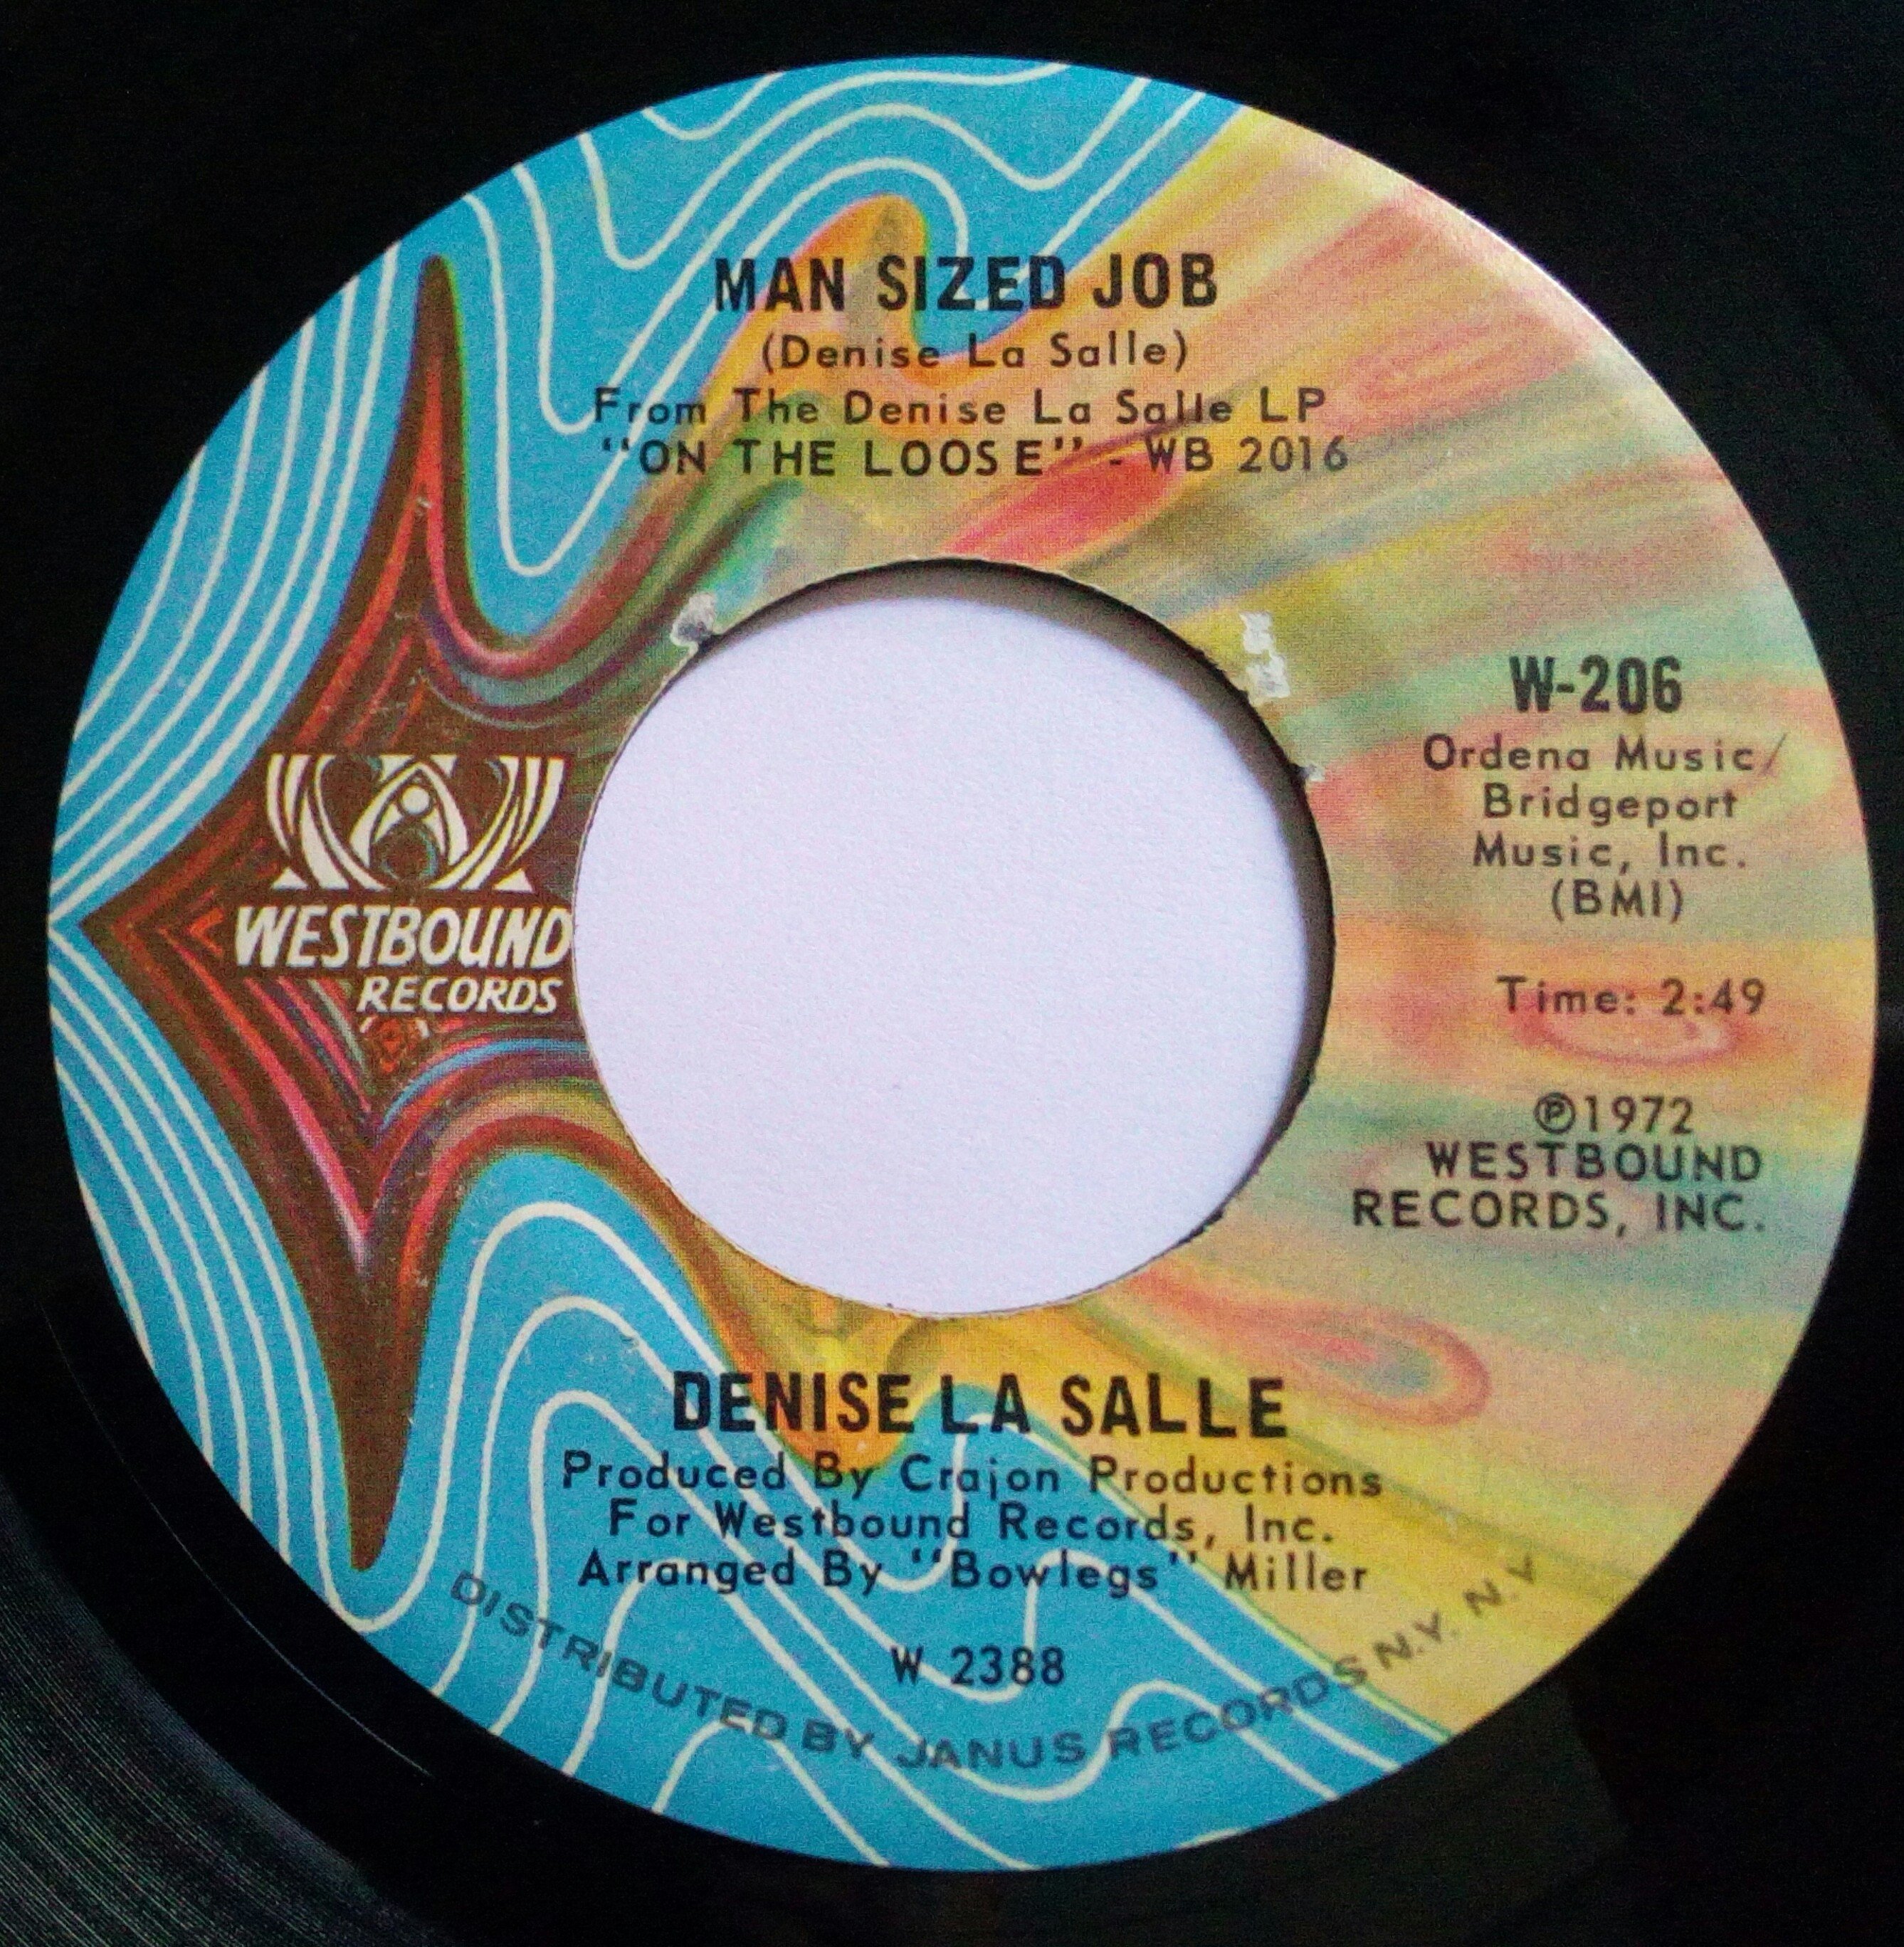 MAN SIZED JOB
(Denise La Salle)
From The Denise La Salle LP
"ON THE LOOSE" - WB 2016
W-206
Ordena Music/
Bridgeport
Music, Inc.
(BMI)
Time: 2:49
℗1972
WESTBOUND
RECORDS, INC.
WESTBOUND
RECORDS
DENISE LA SALLE
Produced By Crajon Productions
For Westbound Records, Inc.
Arranged By "Bowlegs" Miller
W 2388
DISTRIBUTED BY JANUS RECORDS N.Y. N.Y